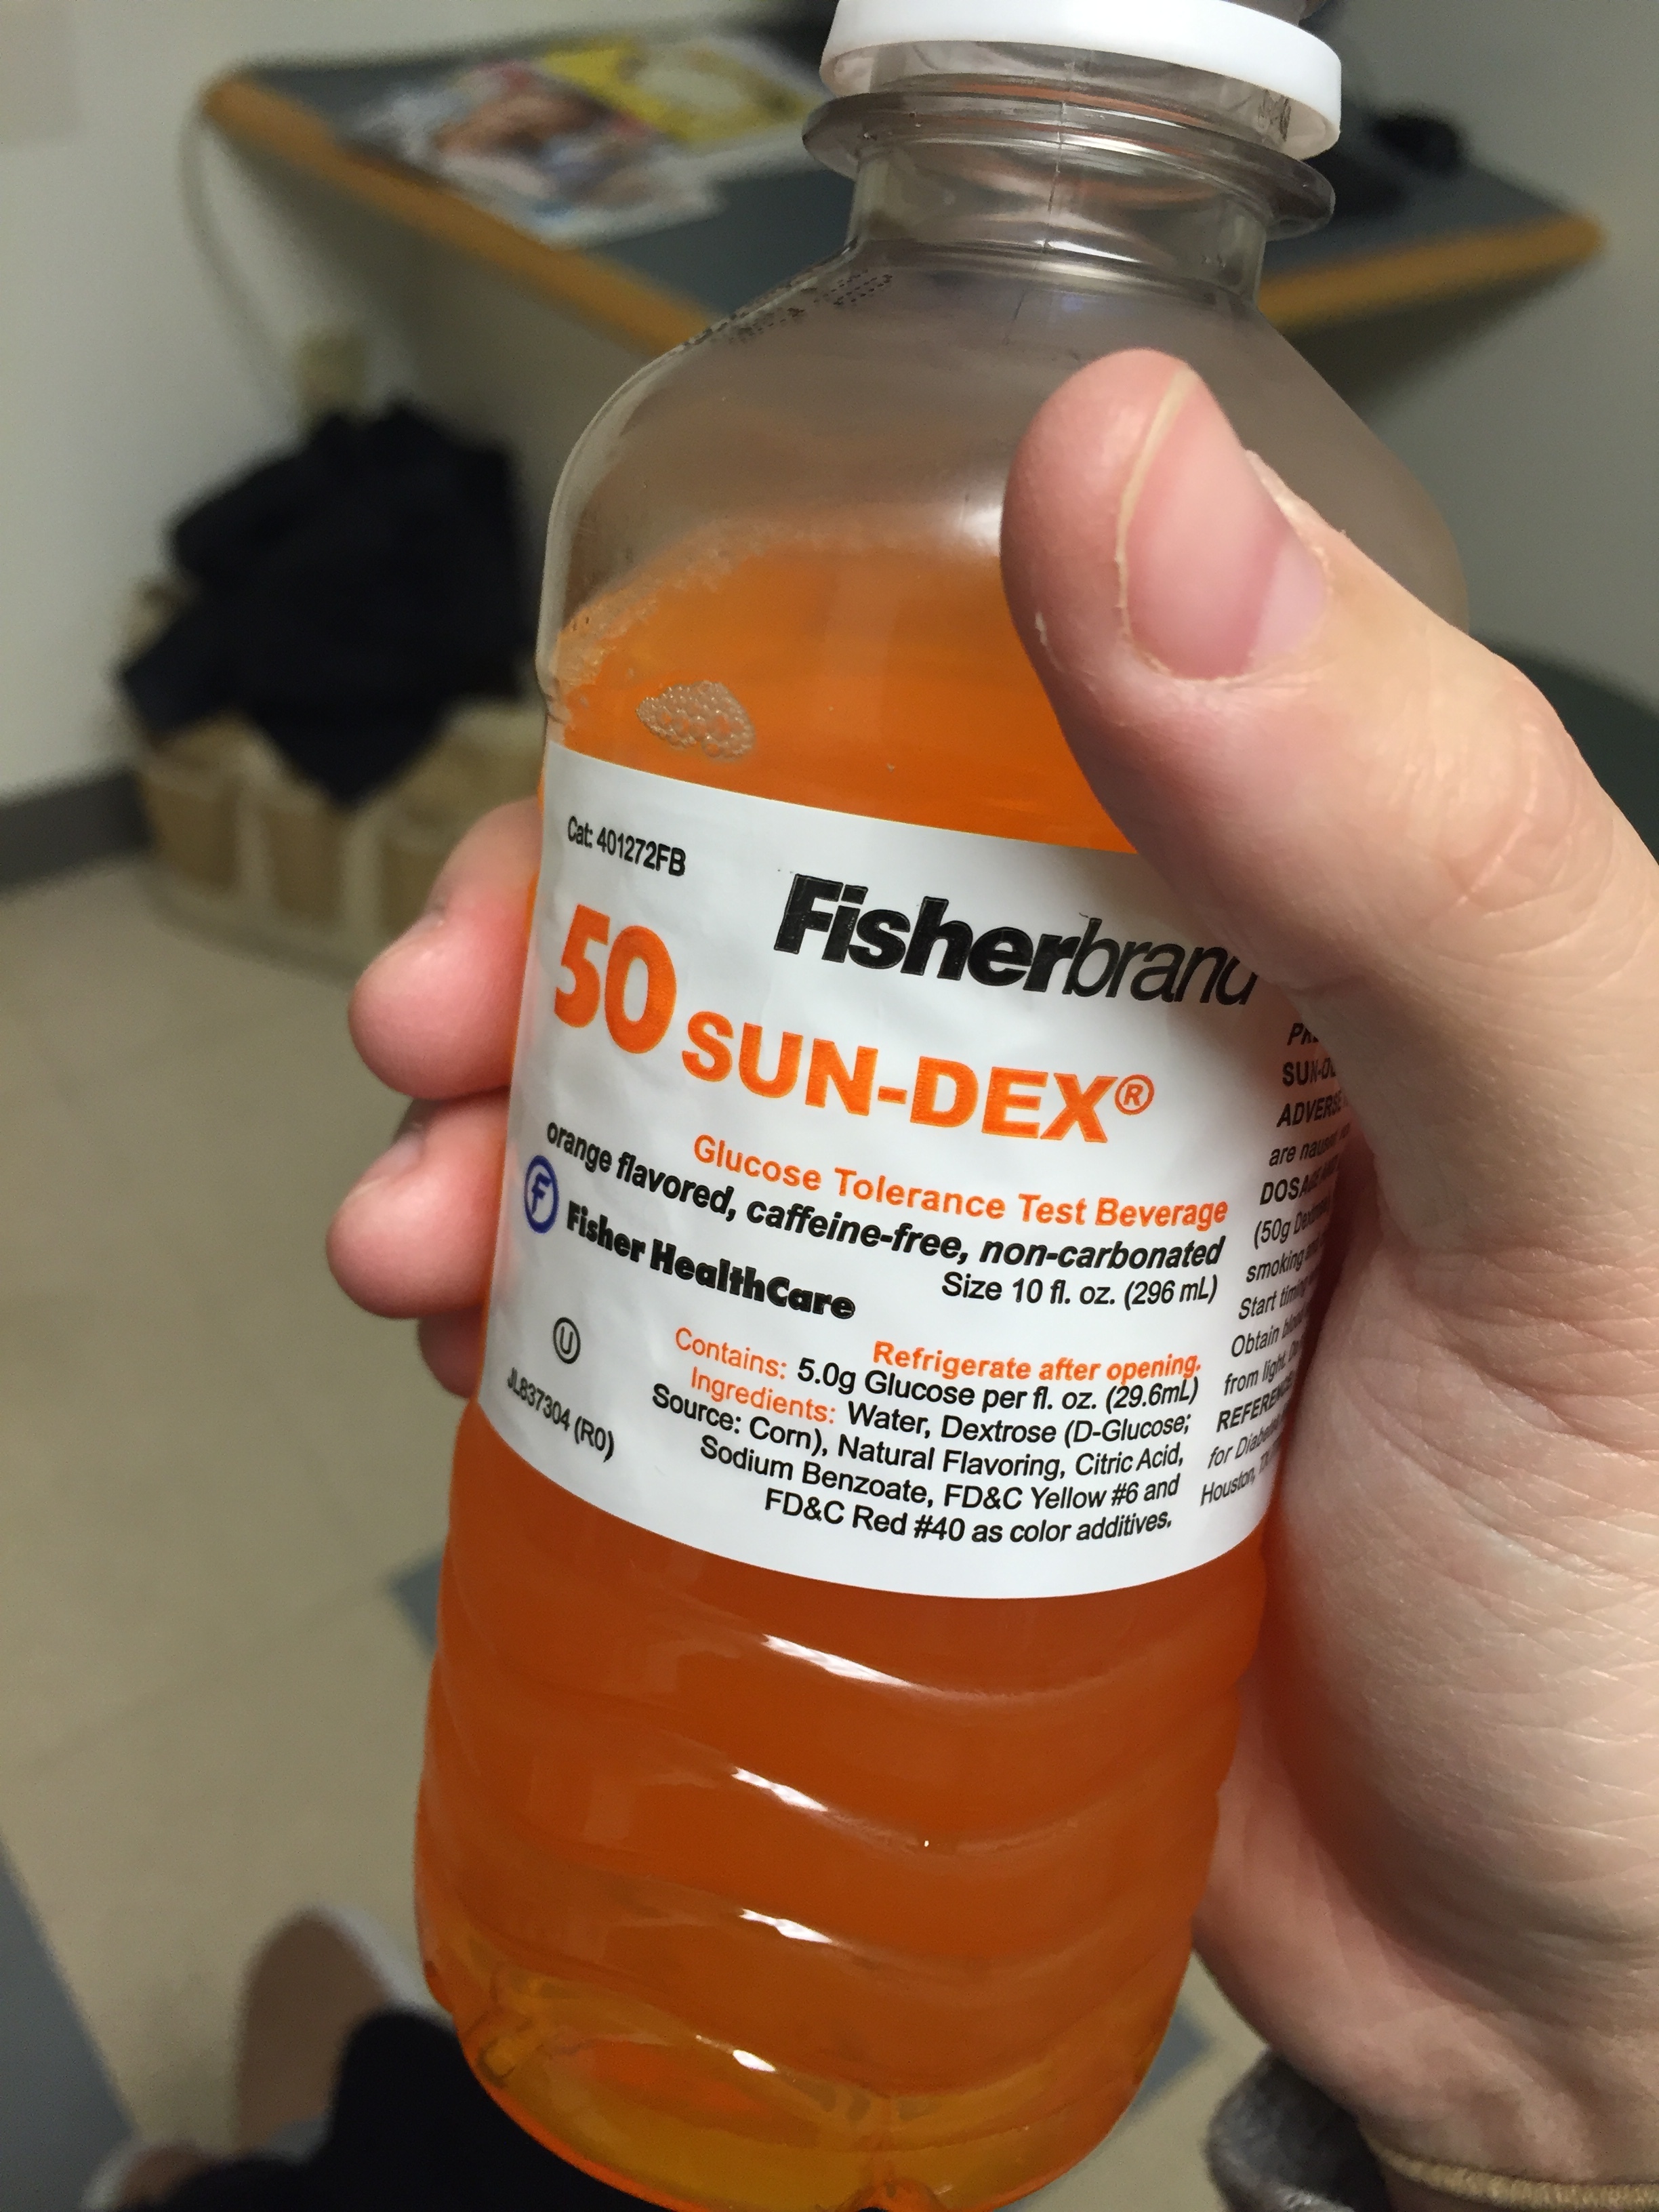 Cat: 401272FB
Fisherbrand
50 SUN-DEX®
Glucose Tolerance Test Beverage
orange flavored, caffeine-free, non-carbonated
F Fisher HealthCare
Size 10 fl. oz. (296 mL)
U
Refrigerate after opening.
Contains: 5.0g Glucose per fl. oz. (29.6mL)
Ingredients: Water, Dextrose (D-Glucose;
Source: Corn), Natural Flavoring, Citric Acid,
Sodium Benzoate, FD&C Yellow #6 and
FD&C Red #40 as color additives.
JL837304 (R0)
ADVERSE
are
(50g
smoking
Start
Obtain
from light.
for
Houston,